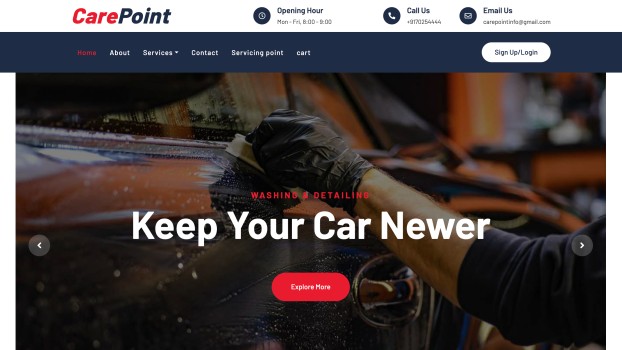 CarePoint
Opening Hour
Mon - Fri, 8:00 - 9:00
Call Us
+9170254444
Email Us
carepointinfo@gmail.com
Home About Services Contact Servicing point cart
Sign Up/Login
WASHING & DETAILING
Keep Your Car Newer
Explore More